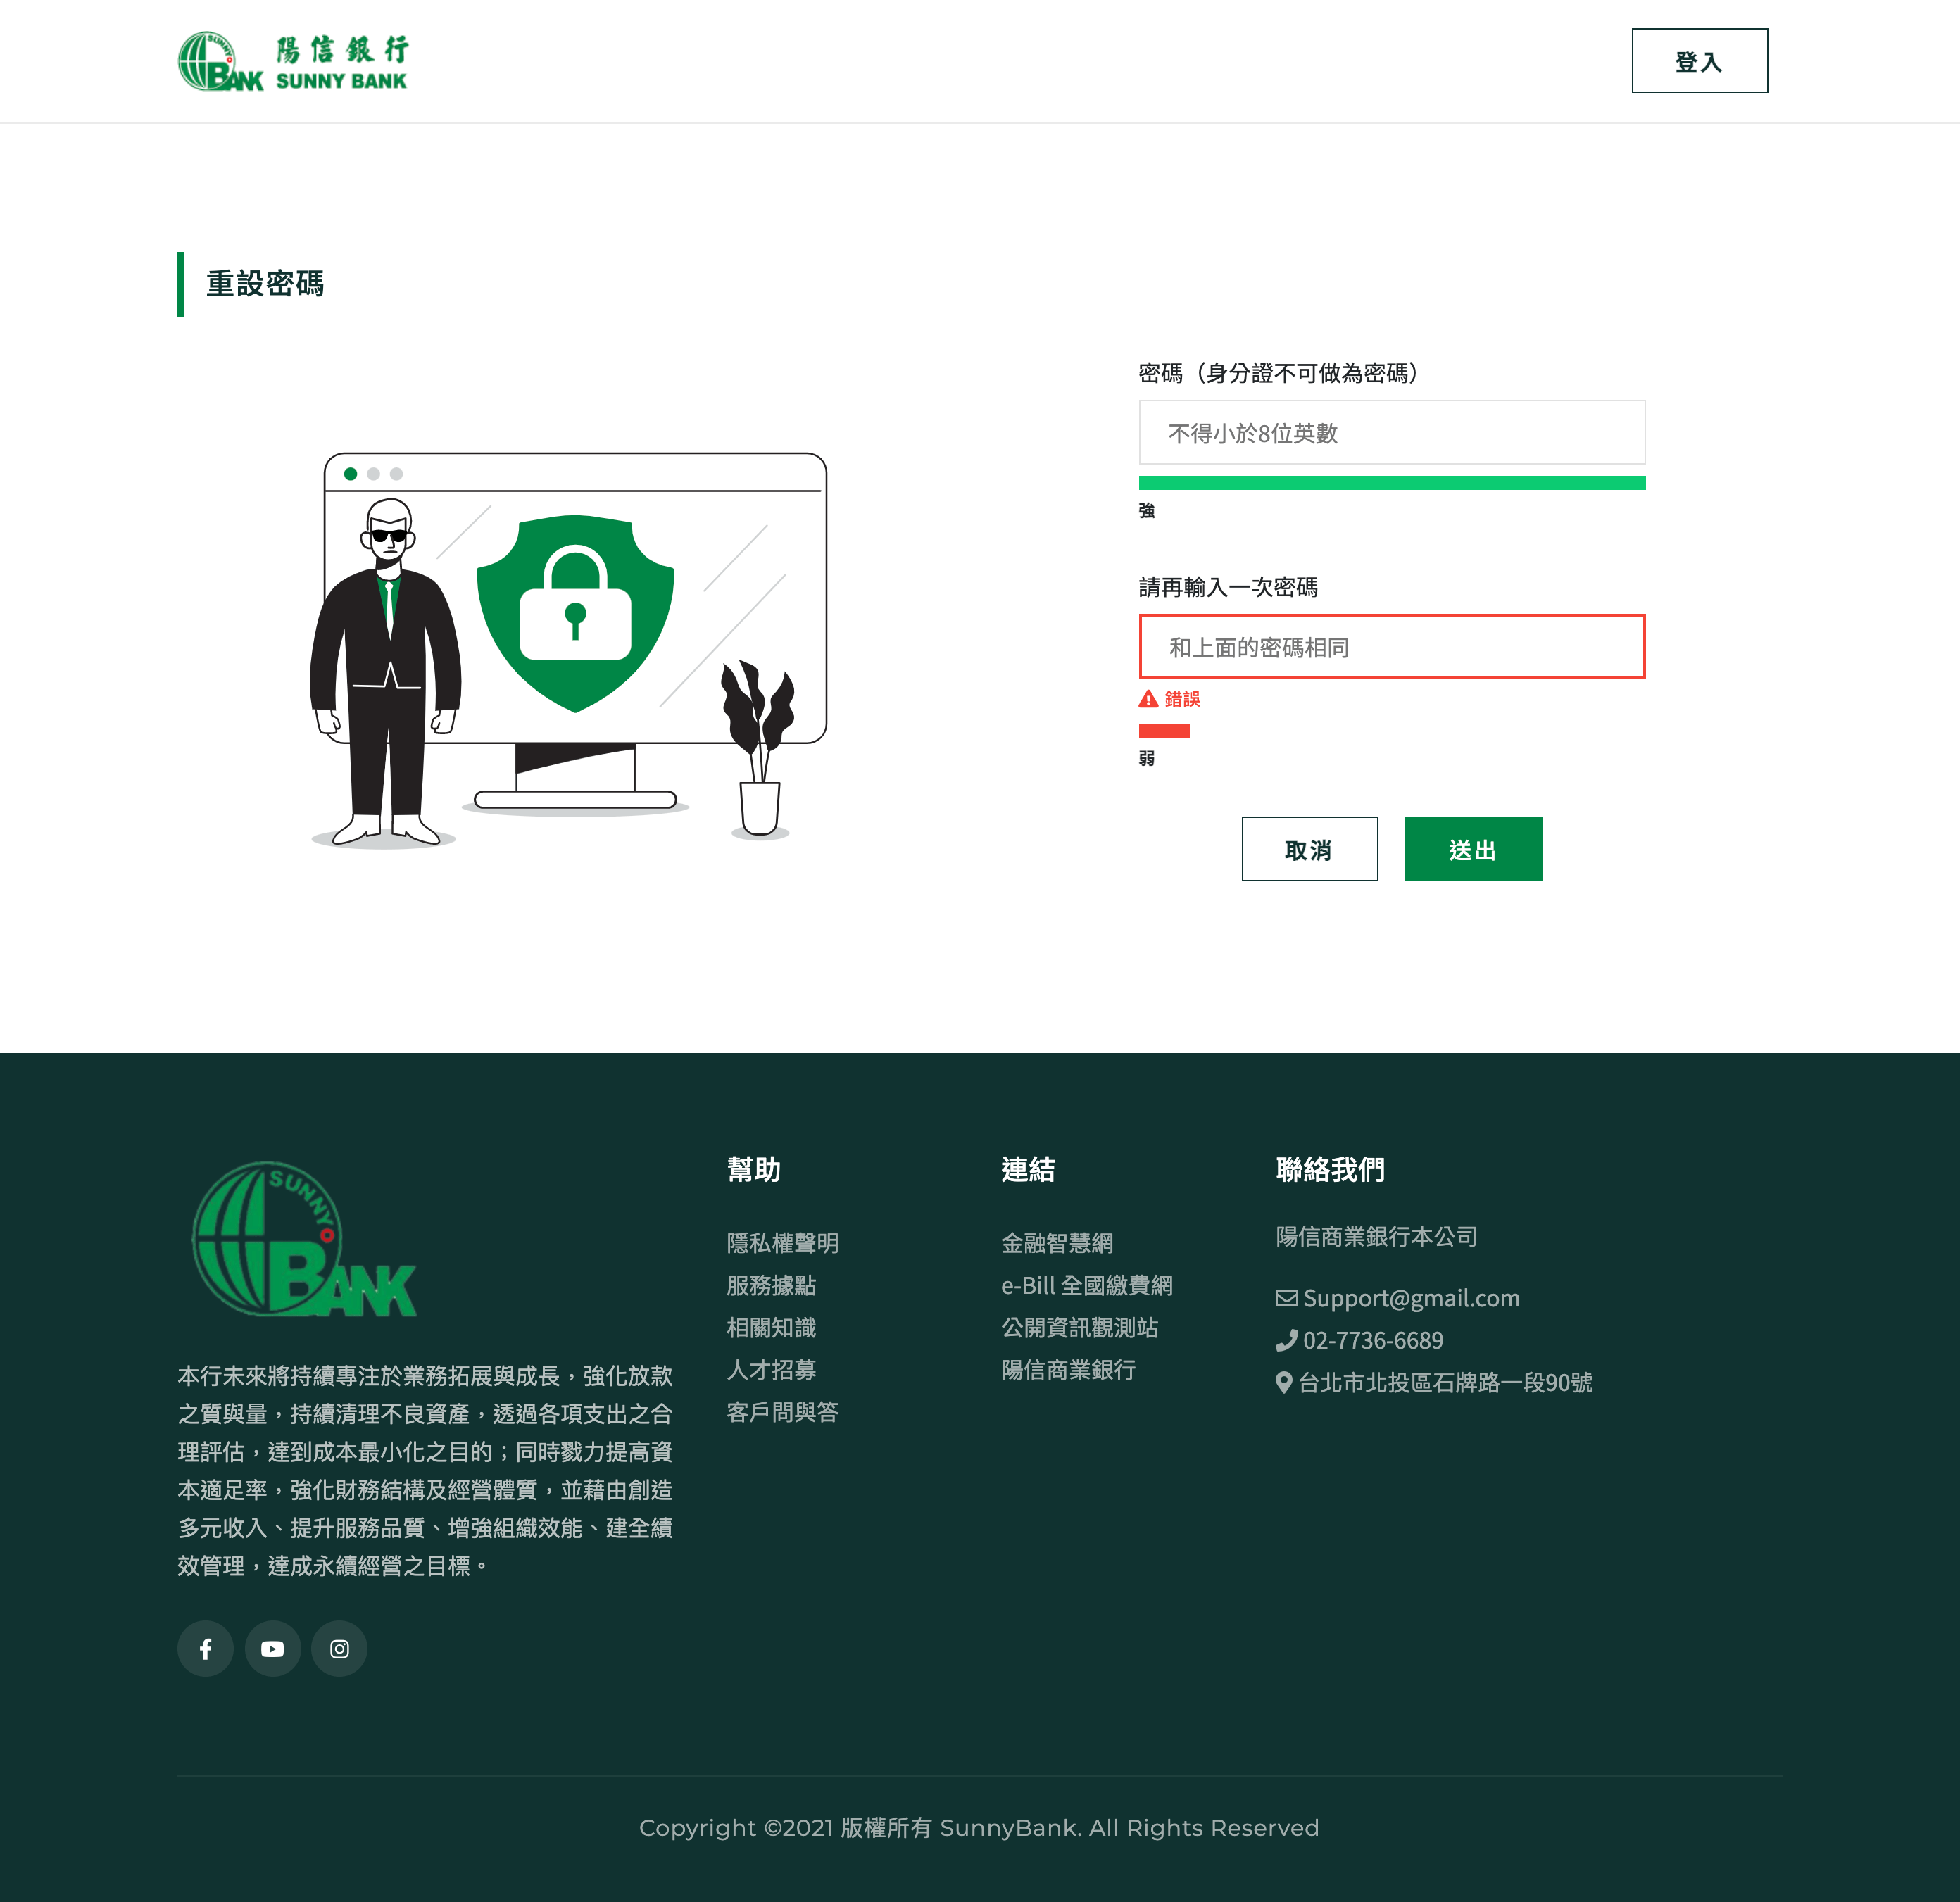 SUNNY
BANK
陽信銀行
SUNNY BANK
登入
重設密碼
密碼（身分證不可做為密碼）
不得小於8位英數
強
請再輸入一次密碼
和上面的密碼相同
錯誤
弱
取消
送出
SUNNY
BANK
本行未來將持續專注於業務拓展與成長，強化放款
之質與量，持續清理不良資產，透過各項支出之合
理評估，達到成本最小化之目的；同時戮力提高資
本適足率，強化財務結構及經營體質，並藉由創造
多元收入、提升服務品質、增強組織效能、建全績
效管理，達成永續經營之目標。
幫助
隱私權聲明
服務據點
相關知識
人才招募
客戶問與答
連結
金融智慧網
e-Bill 全國繳費網
公開資訊觀測站
陽信商業銀行
聯絡我們
陽信商業銀行本公司
Support@gmail.com
02-7736-6689
台北市北投區石牌路一段90號
Copyright ©2021 版權所有 SunnyBank. All Rights Reserved